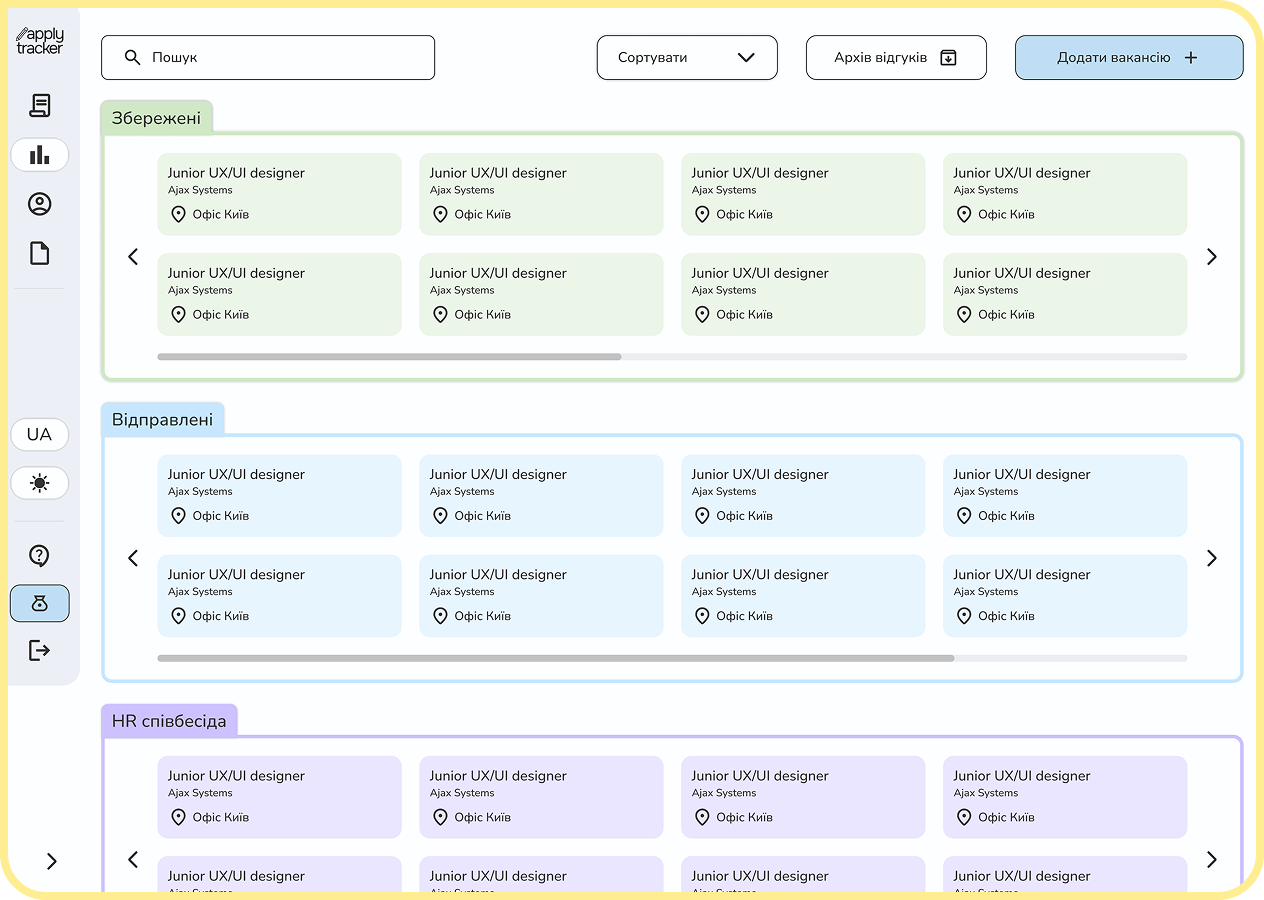 apply
tracker
Пошук
Сортувати
Архів відгуків
Додати вакансію
Збережені
Junior UX/UI designer
Ajax Systems
Офіс Київ
Junior UX/UI designer
Ajax Systems
Офіс Київ
Junior UX/UI designer
Ajax Systems
Офіс Київ
Junior UX/UI designer
Ajax Systems
Офіс Київ
Junior UX/UI designer
Ajax Systems
Офіс Київ
Junior UX/UI designer
Ajax Systems
Офіс Київ
Junior UX/UI designer
Ajax Systems
Офіс Київ
Junior UX/UI designer
Ajax Systems
Офіс Київ
Відправлені
UA
Junior UX/UI designer
Ajax Systems
Офіс Київ
Junior UX/UI designer
Ajax Systems
Офіс Київ
Junior UX/UI designer
Ajax Systems
Офіс Київ
Junior UX/UI designer
Ajax Systems
Офіс Київ
Junior UX/UI designer
Ajax Systems
Офіс Київ
Junior UX/UI designer
Ajax Systems
Офіс Київ
Junior UX/UI designer
Ajax Systems
Офіс Київ
Junior UX/UI designer
Ajax Systems
Офіс Київ
HR співбесіда
Junior UX/UI designer
Ajax Systems
Офіс Київ
Junior UX/UI designer
Ajax Systems
Офіс Київ
Junior UX/UI designer
Ajax Systems
Офіс Київ
Junior UX/UI designer
Ajax Systems
Офіс Київ
Junior UX/UI designer
Ajax Systems
Junior UX/UI designer
Ajax Systems
Junior UX/UI designer
Ajax Systems
Junior UX/UI designer
Ajax Systems